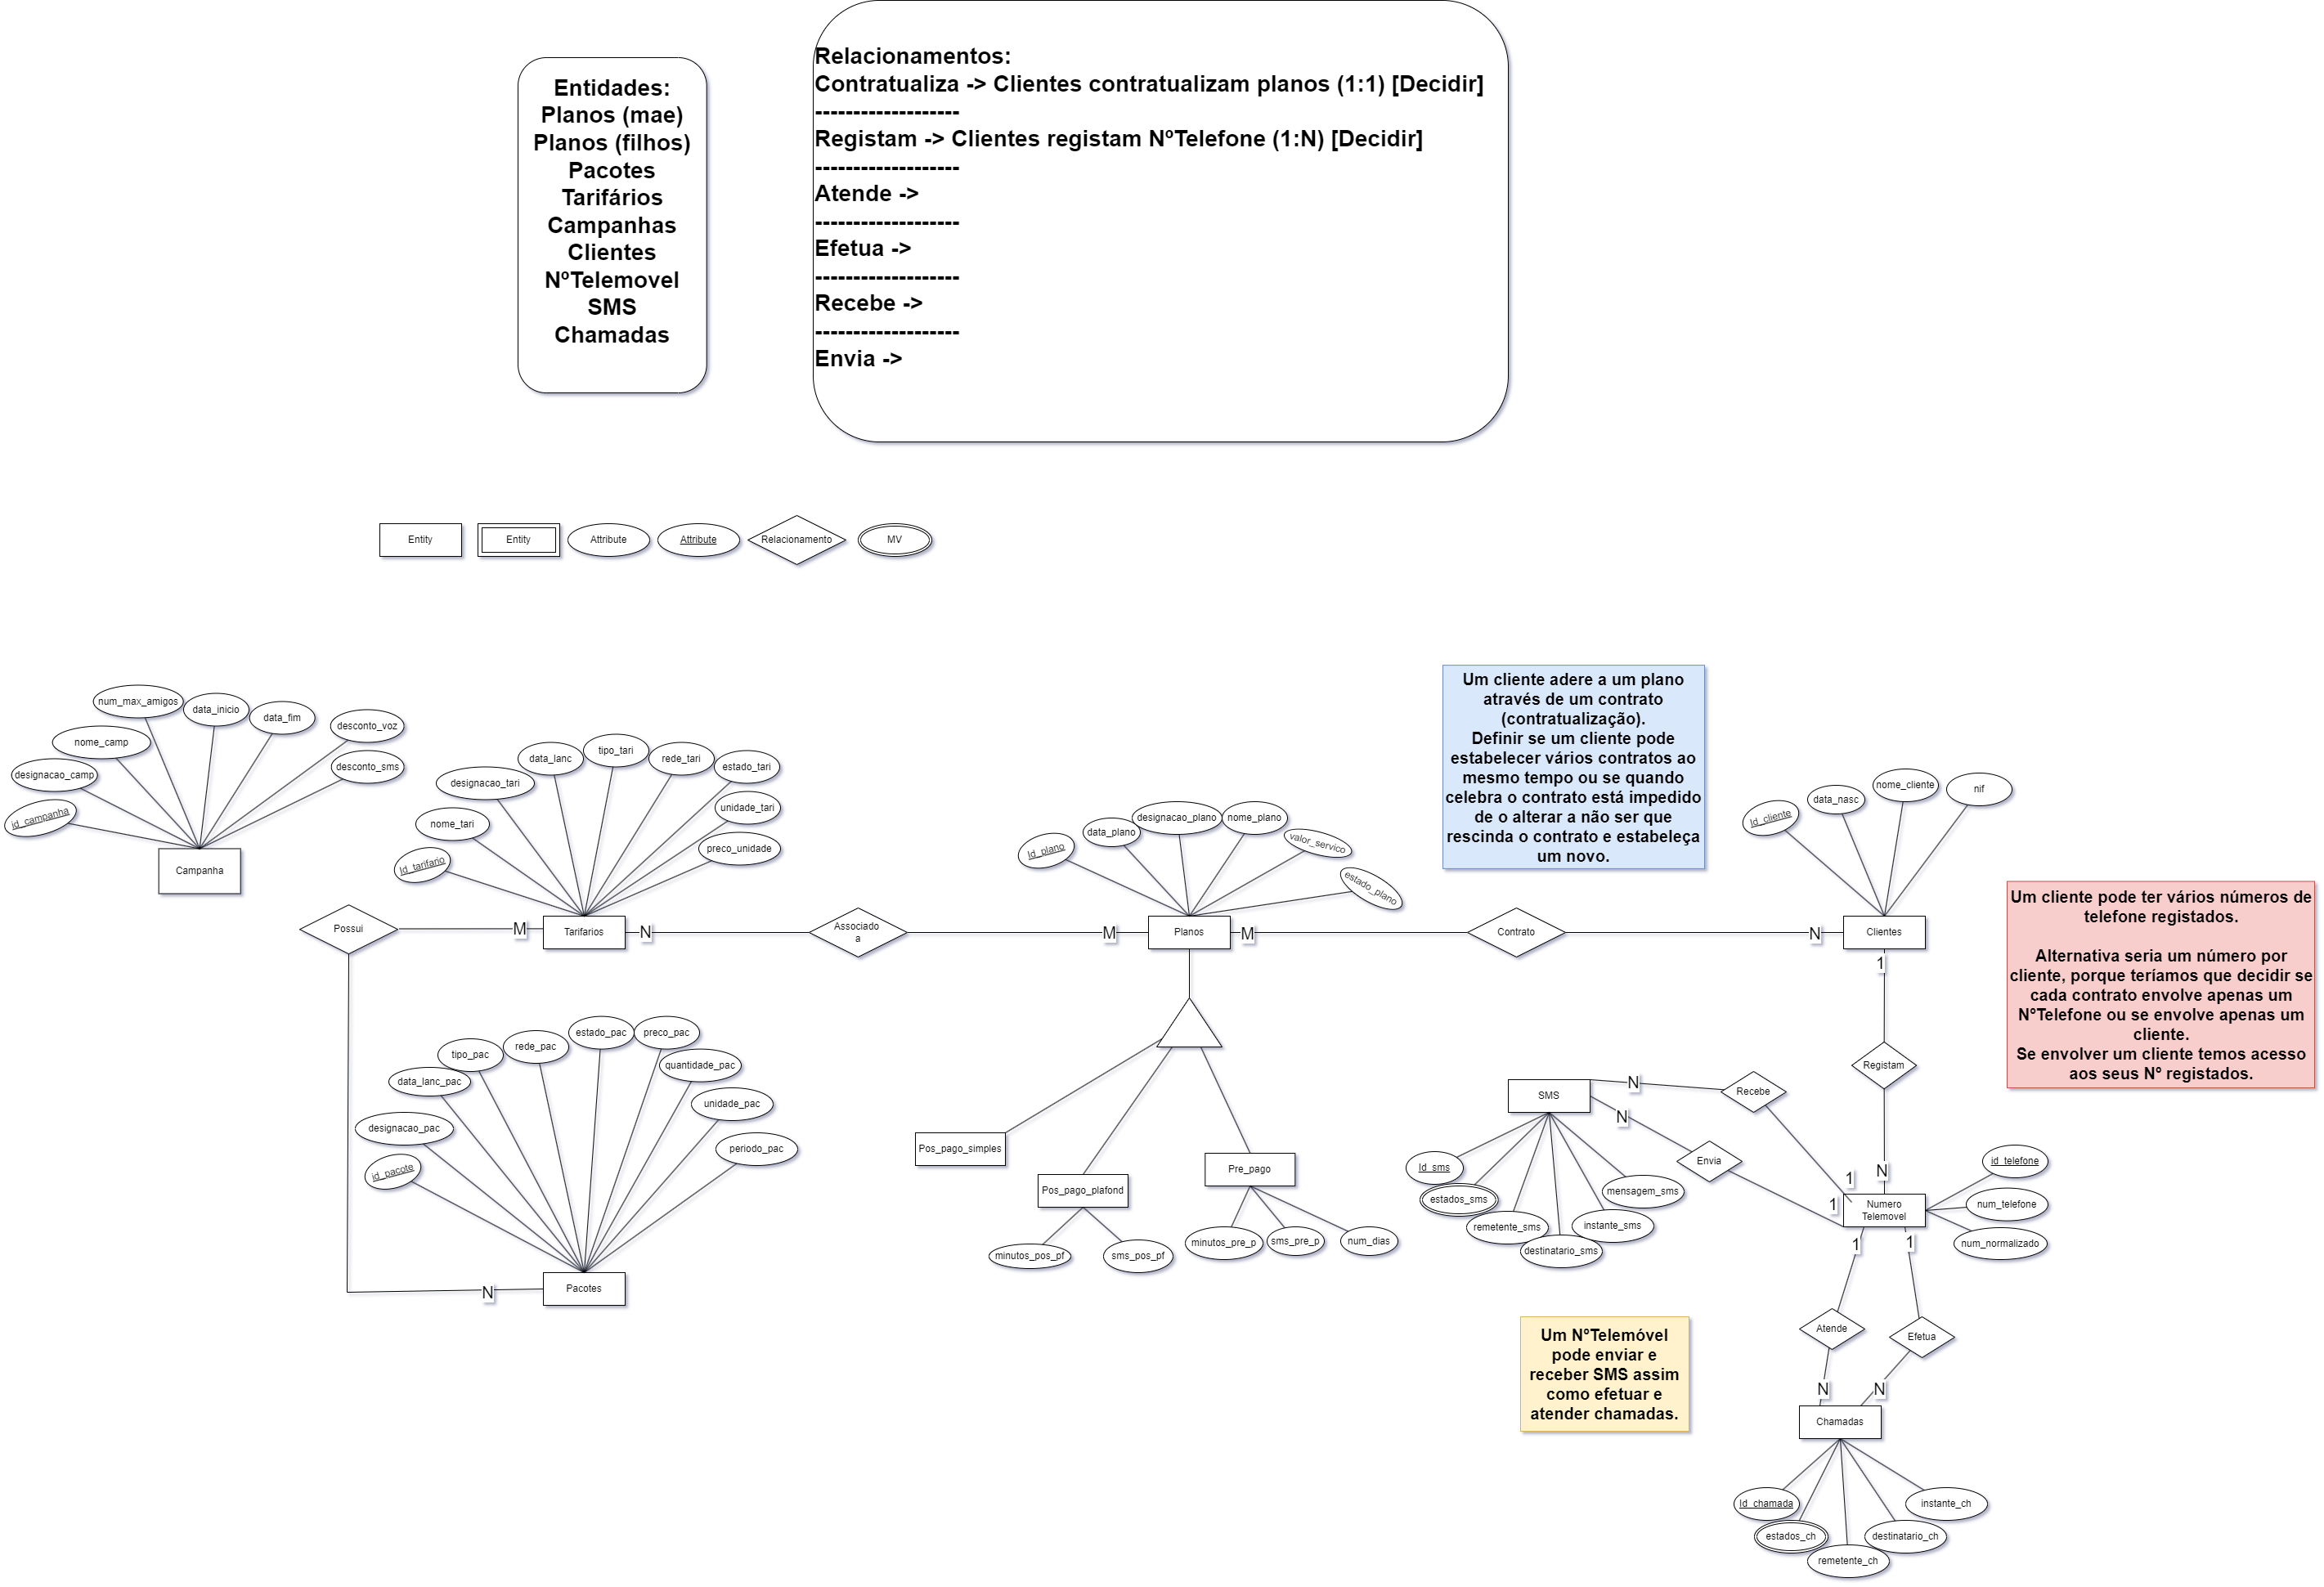 Entidades:
Planos (mae)
Planos (filhos)
Pacotes
Tarifários
Campanhas
Clientes
NºTelemovel
SMS
Chamadas
Relacionamentos:
Contratualiza -> Clientes contratualizam planos (1:1) [Decidir]
-------------------
Registam -> Clientes registam NºTelefone (1:N) [Decidir]
-------------------
Atende ->
-------------------
Efetua ->
-------------------
Recebe ->
-------------------
Envia ->
Entity
Entity
Attribute
Attribute
Relacionamento
MV
num_max_amigos
data_inicio
data_fim
desconto_voz
nome_camp
designacao_camp
desconto_sms
id_campanha
Campanha
data_lanc
tipo_tari
rede_tari
estado_tari
designacao_tari
unidade_tari
nome_tari
preco_unidade
Id_tarifario
Possui
M
Tarifarios
N
Associad
o
a
M
Planos
M
Contrato
N
Clientes
Id_plano
data_plano
designacao_plano
nome_plano
valor_servico
estado_plano
Um cliente adere a um plano
através de um contrato
(contratualização).
Definir se um cliente pode
estabelecer vários contratos ao
mesmo tempo ou se quando
celebra o contrato está impedido
de o alterar a não ser que
rescinda o contrato e estabeleça
um novo.
Id_cliente
data_nasc
nome_cliente
nif
Um cliente pode ter vários números de
telefone registados.
Alternativa seria um número por
cliente, porque teríamos que decidir se
cada contrato envolve apenas um
NºTelefone ou se envolve apenas um
cliente.
Se envolver um cliente temos acesso
aos seus Nº registados.
estado_pac
preco_pac
rede_pac
tipo_pac
quantidade_pac
data_lanc_pac
unidade_pac
designacao_pac
periodo_pac
id_pacote
N
Pacotes
Pos_pago_simples
Pos_pago_plafond
Pre_pago
minutos_pos_pf
sms_pos_pf
minutos_pre_p
sms_pre_p
num_dias
1
Registam
N
SMS
N
Recebe
1
N
Envia
1
Id_sms
estados_sms
remetente_sms
destinatario_sms
instante_sms
mensagem_sms
Numero
Telemovel
id_telefone
num_telefone
num_normalizado
1
1
Atende
Efetua
N
N
Um NºTelemóvel
pode enviar e
receber SMS assim
como efetuar e
atender chamadas.
Chamadas
Id_chamada
estados_ch
remetente_ch
destinatario_ch
instante_ch